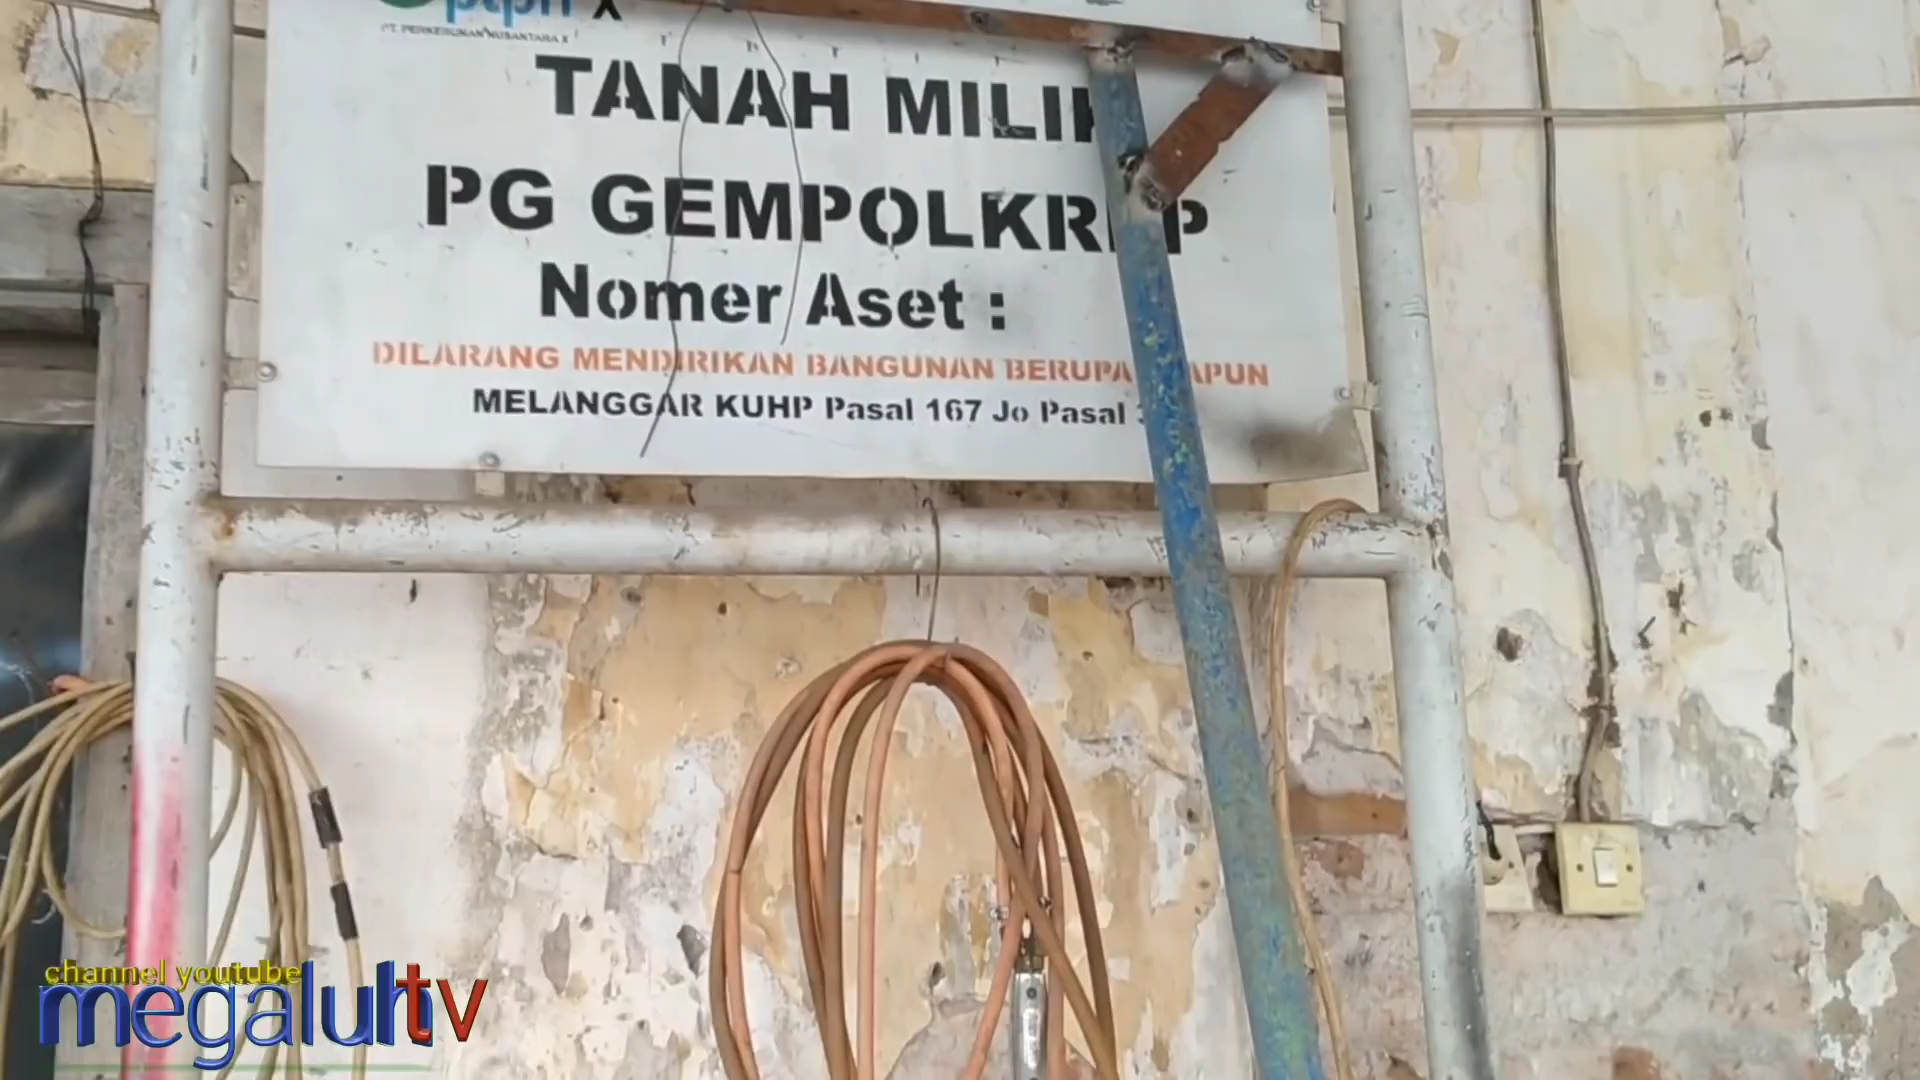 ptpn X
PT. PERKEBUNAN NUSANTARA X
TANAH MILIK
PG GEMPOLKREP
Nomer Aset :
DILARANG MENDIRIKAN BANGUNAN BERUPA APAPUN
MELANGGAR KUHP Pasal 167 Jo Pasal
channel youtube
megaluhtv